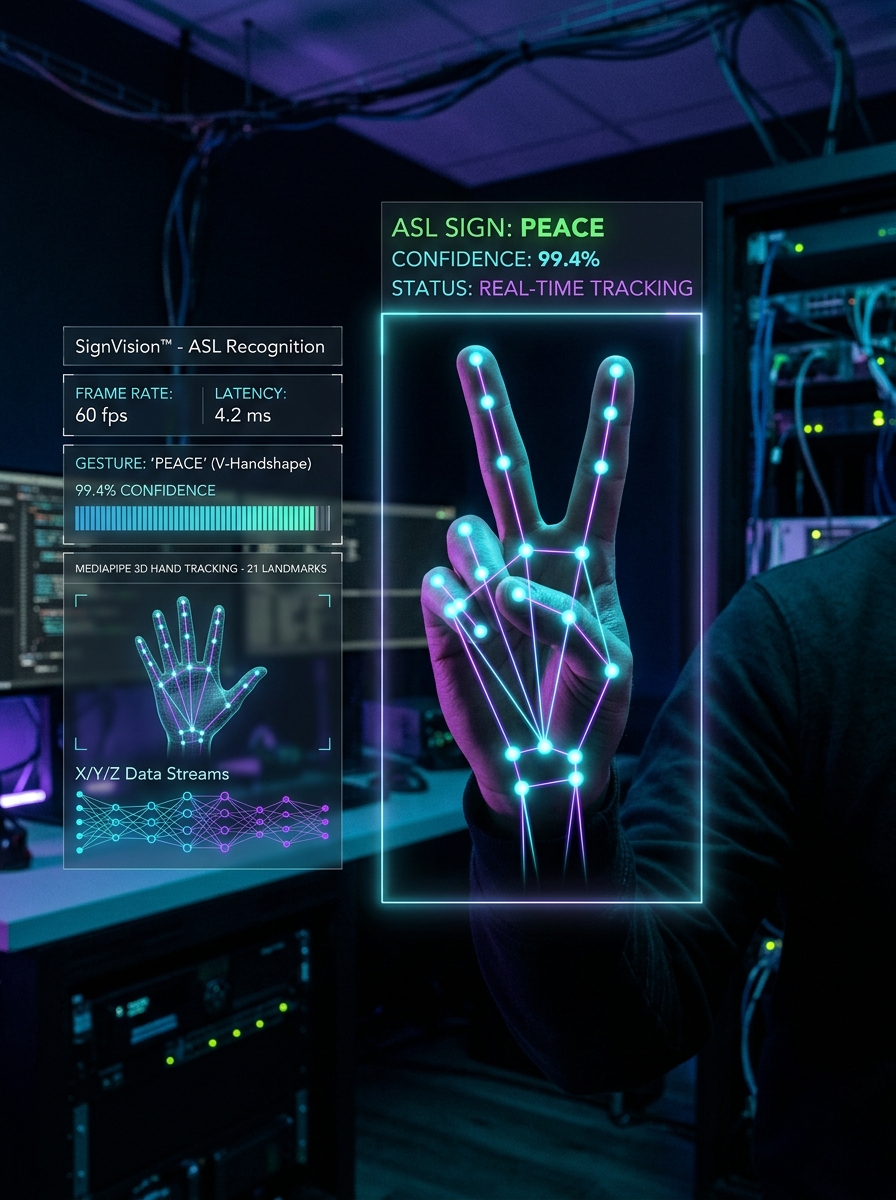 ASL SIGN: PEACE
CONFIDENCE: 99.4%
STATUS: REAL-TIME TRACKING
SignVision™ - ASL Recognition
FRAME RATE:
60 fps
LATENCY:
4.2 ms
GESTURE: 'PEACE' (V-Handshape)
99.4% CONFIDENCE
MEDIAPIPE 3D HAND TRACKING - 21 LANDMARKS
X/Y/Z Data Streams